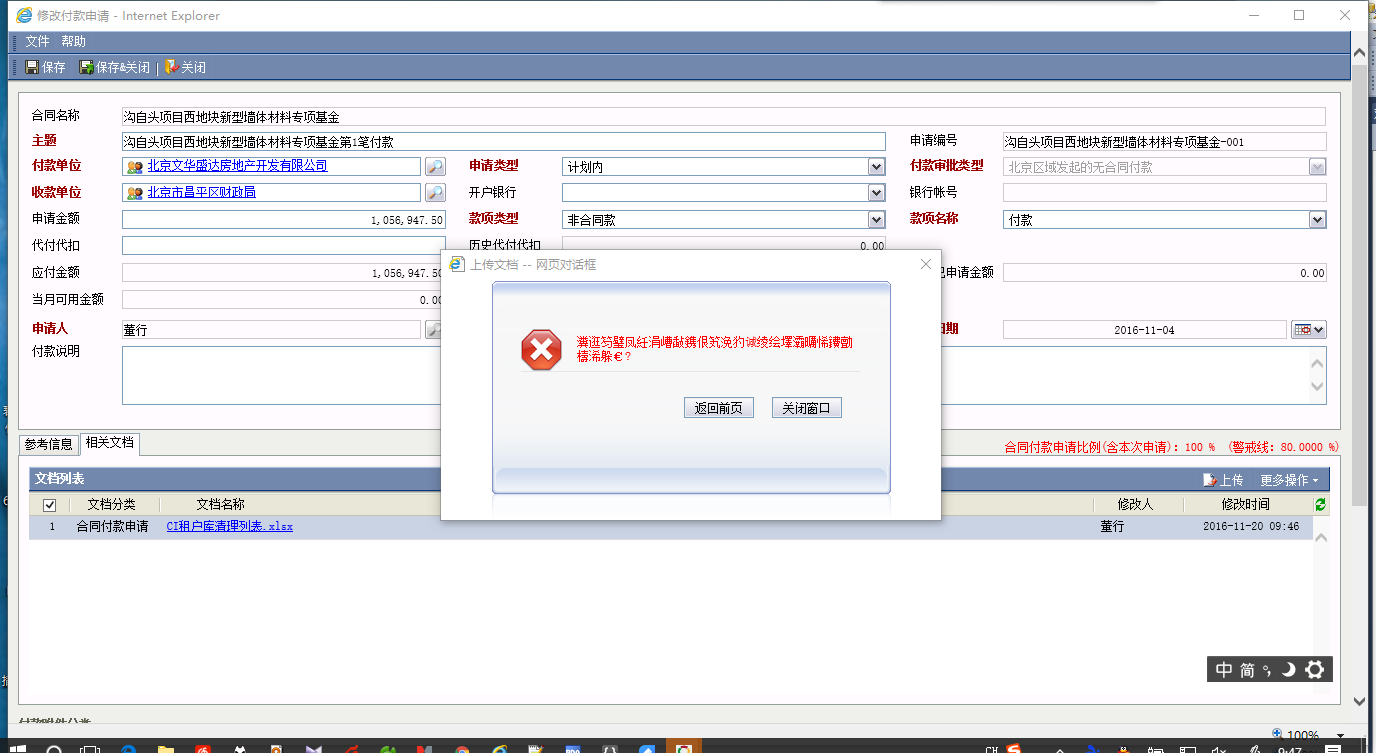 修改付款申请 - Internet Explorer
文件 帮助
保存 保存&关闭 关闭
合同名称 沟自头项目西地块新型墙体材料专项基金
主题 沟自头项目西地块新型墙体材料专项基金第1笔付款 申请编号 沟自头项目西地块新型墙体材料专项基金-001
付款单位 北京文华盛达房地产开发有限公司 申请类型 计划内 付款审批类型 北京区域发起的无合同付款
收款单位 北京市昌平区财政局 开户银行 银行帐号
申请金额 1,056,947.50 款项类型 非合同款 款项名称 付款
代付代扣 历史代付代扣 0.00
应付金额 1,056,947.50 已申请金额 0.00
当月可用金额 0.00
申请人 董行 日期 2016-11-04
付款说明
上传文档 -- 网页对话框
返回前页 关闭窗口
参考信息 相关文档 合同付款申请比例(含本次申请): 100 % (警戒线: 80.0000 %)
文档列表 上传 更多操作
文档分类 文档名称 修改人 修改时间
1 合同付款申请 CI租户库清理列表.xlsx 董行 2016-11-20 09:46
中 简
100%
CH 9:47